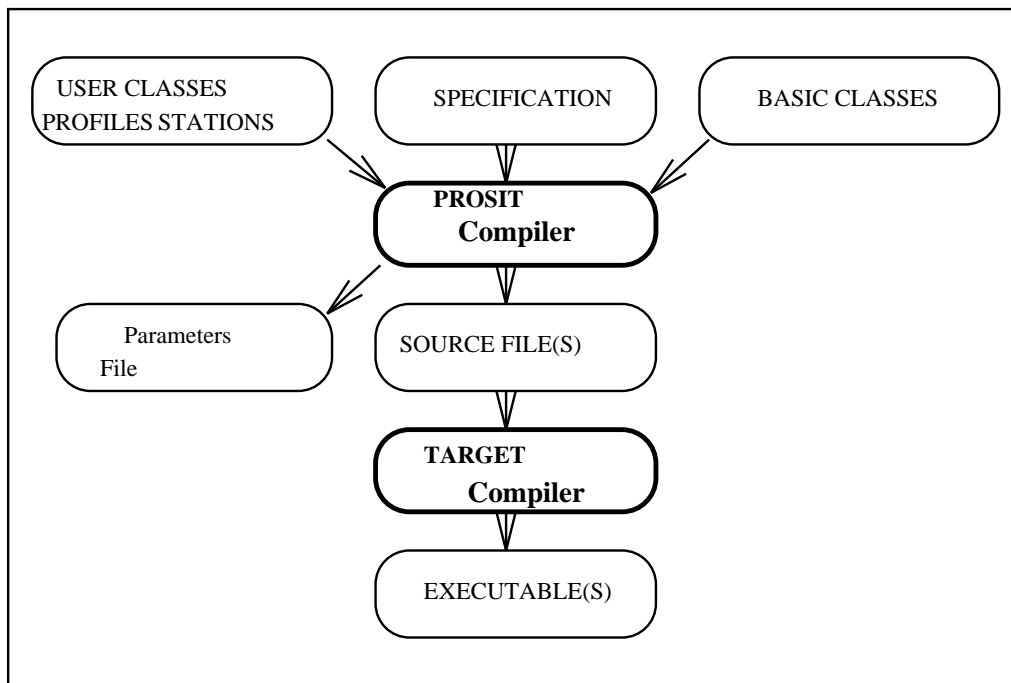 USER CLASSES
PROFILES STATIONS
SPECIFICATION
BASIC CLASSES
PROSIT
Compiler
Parameters
File
SOURCE FILE(S)
TARGET
Compiler
EXECUTABLE(S)